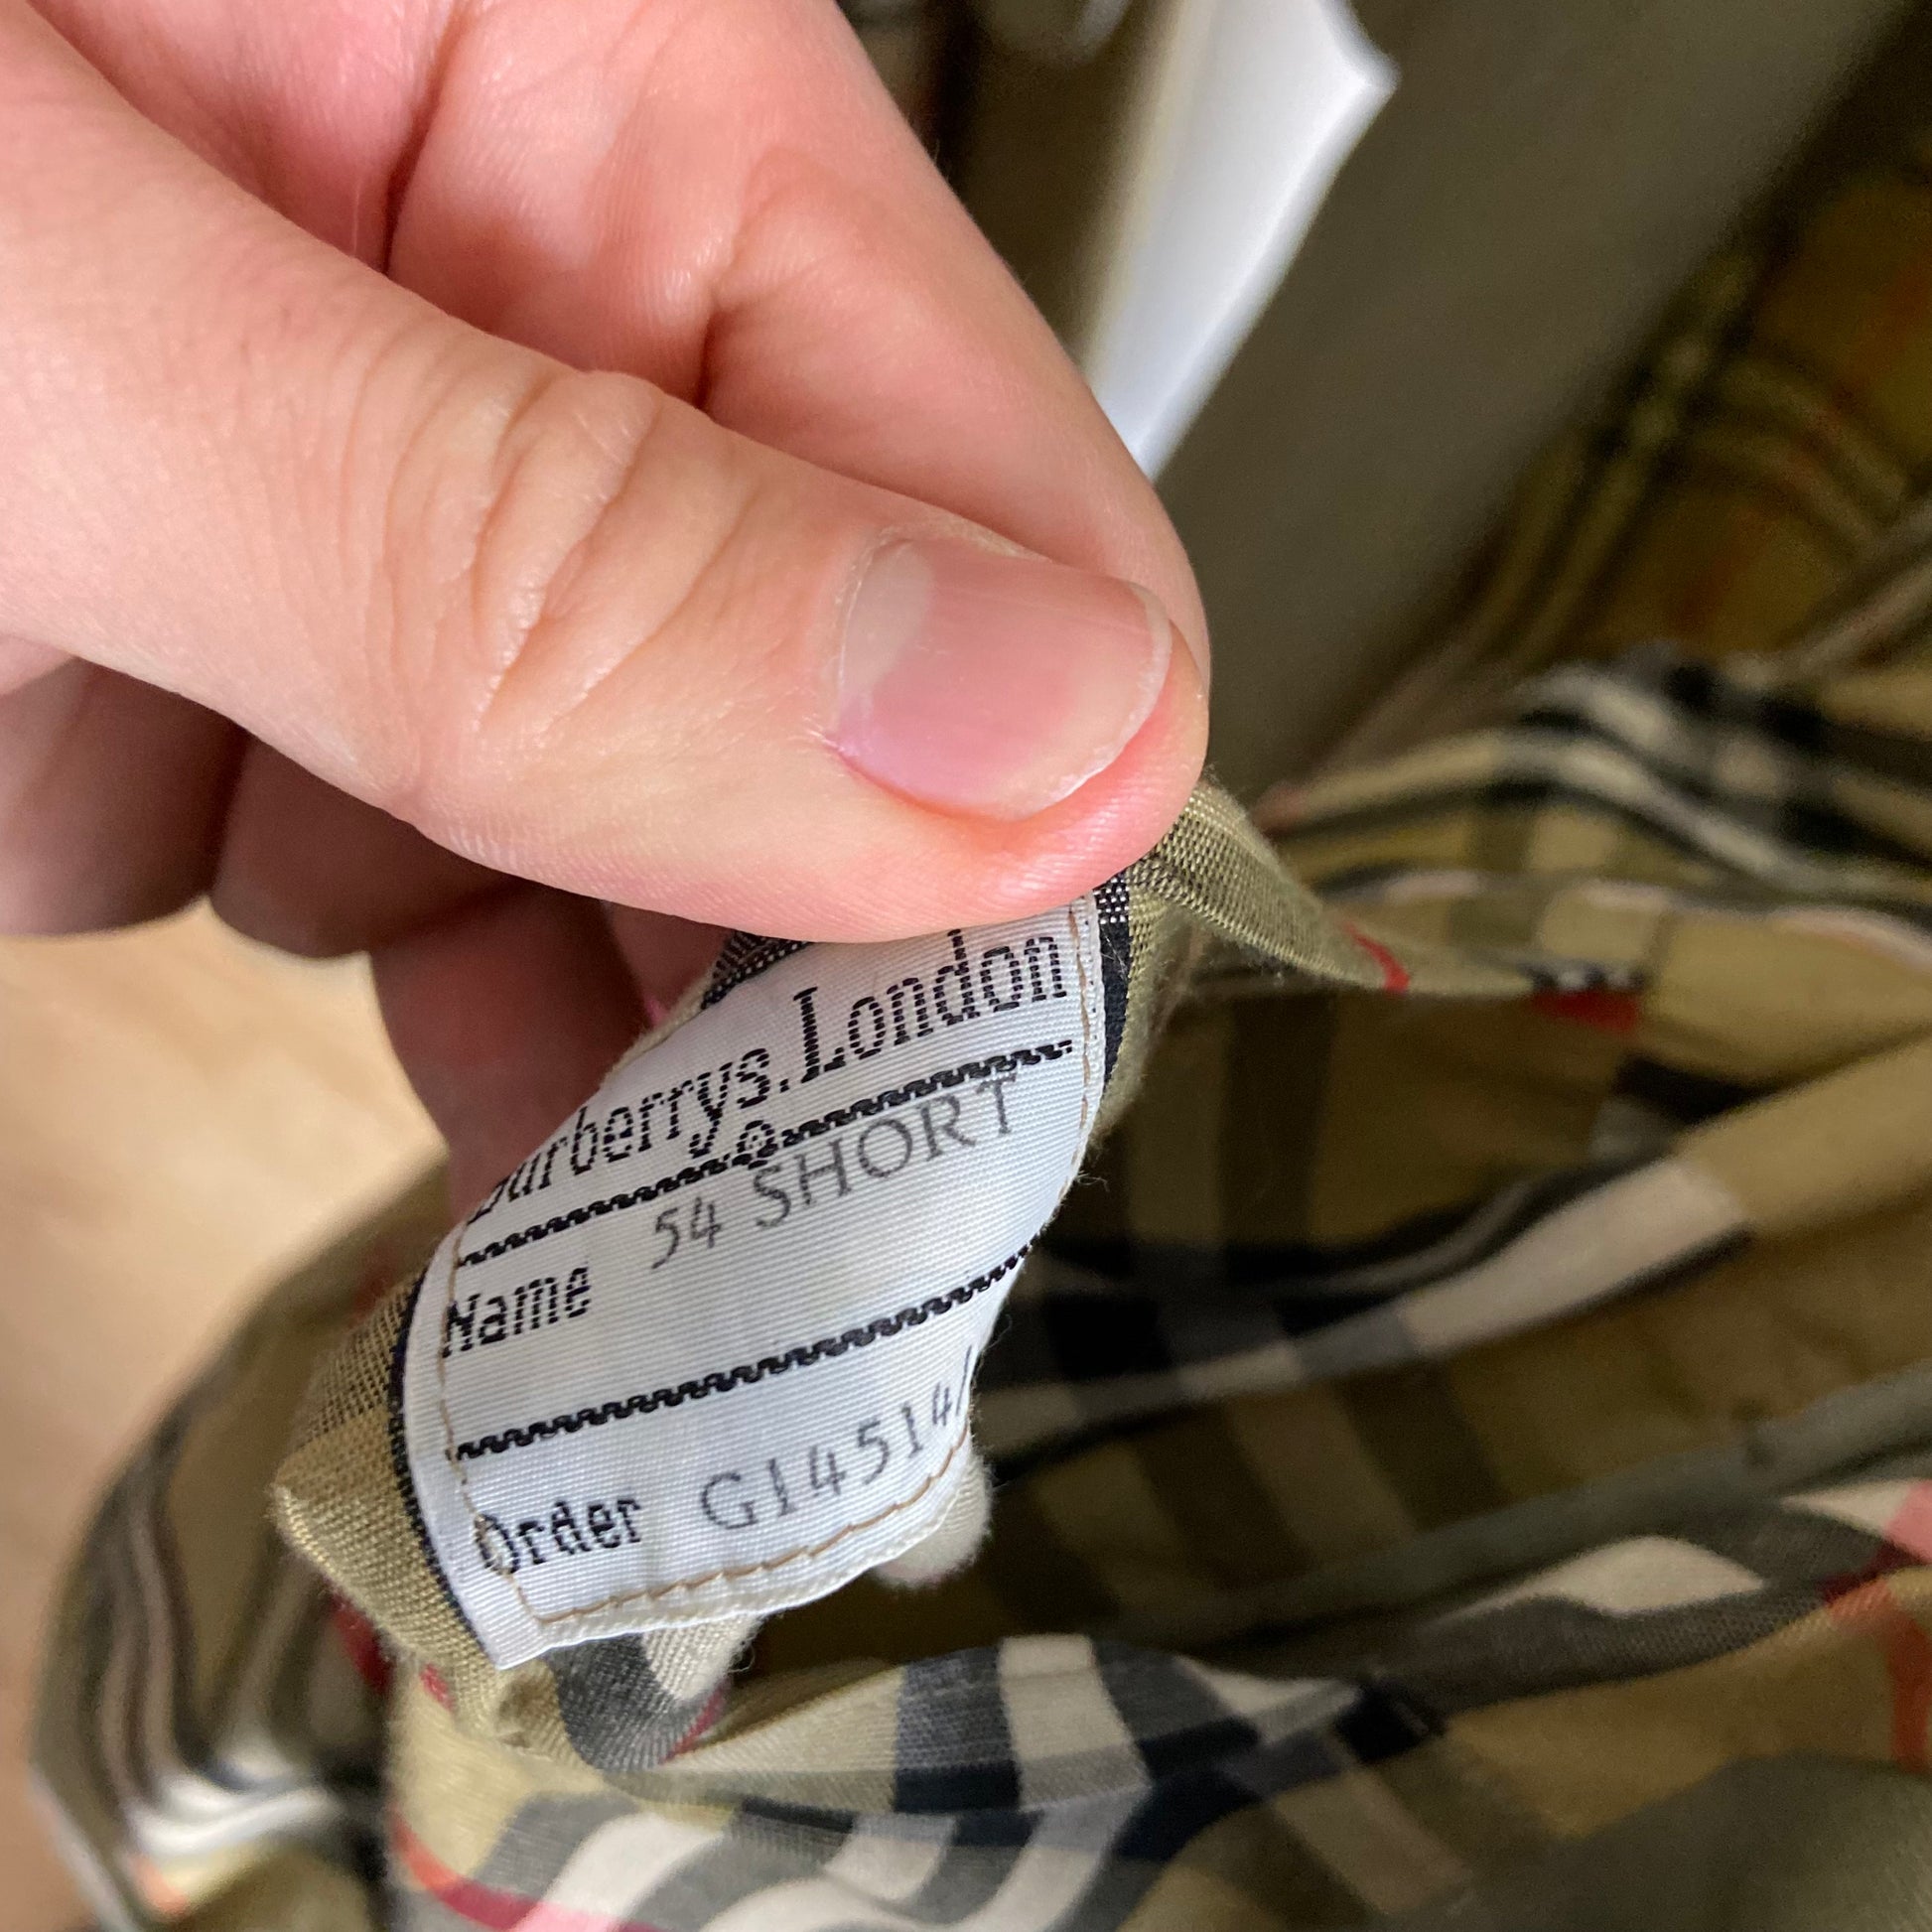 Burberrys.London
®
54 SHORT
Name
Order G14514/